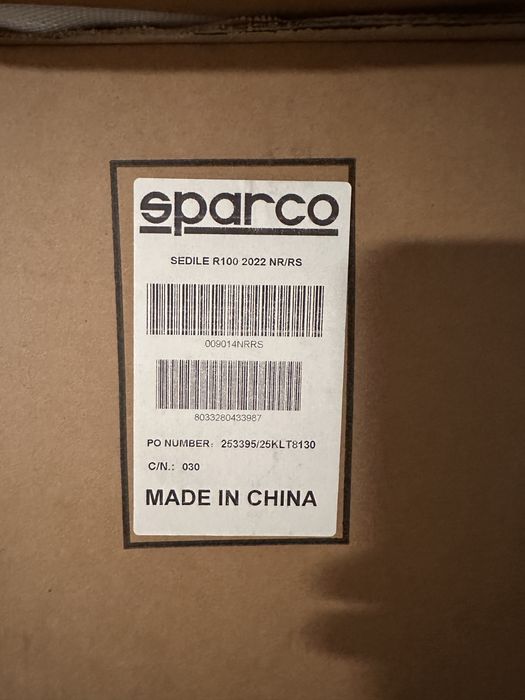 sparco
SEDILE R100 2022 NR/RS
009014NRRS
8033280433987
PO NUMBER: 253395/25KLT8130
C/N.: 030
MADE IN CHINA